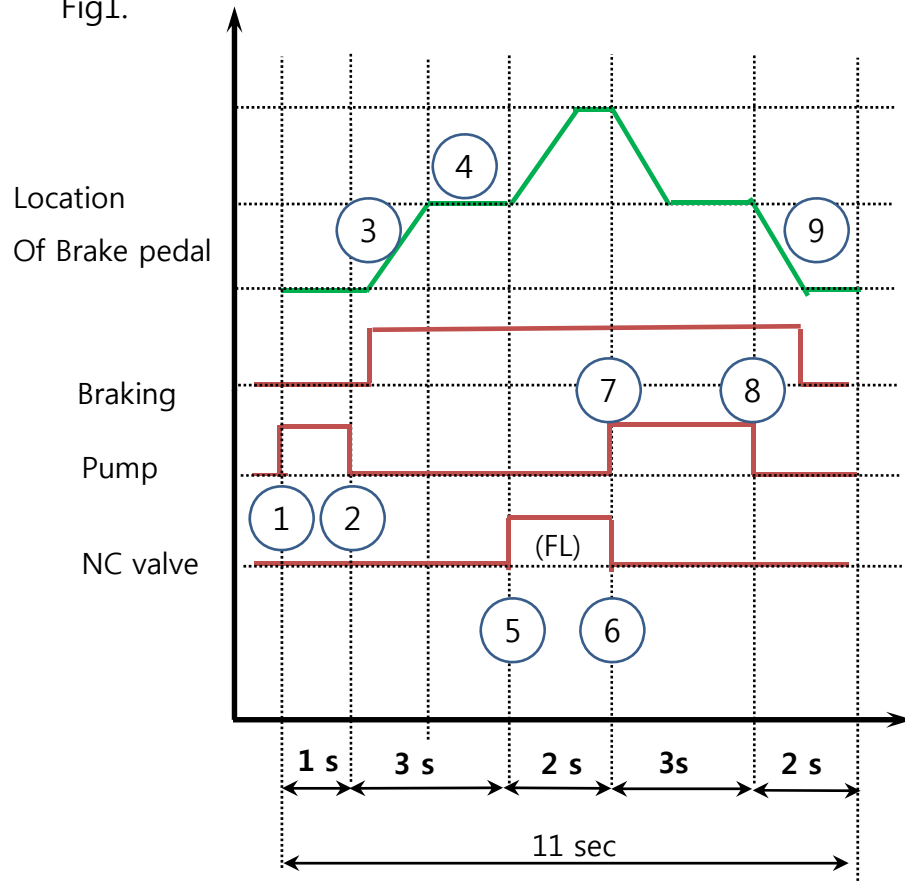 Fig1.
4
Location
3
9
Of Brake pedal
7
8
Braking
Pump
1
2
(FL)
NC valve
5
6
1 s
3 s
2 s
3s
2 s
11 sec